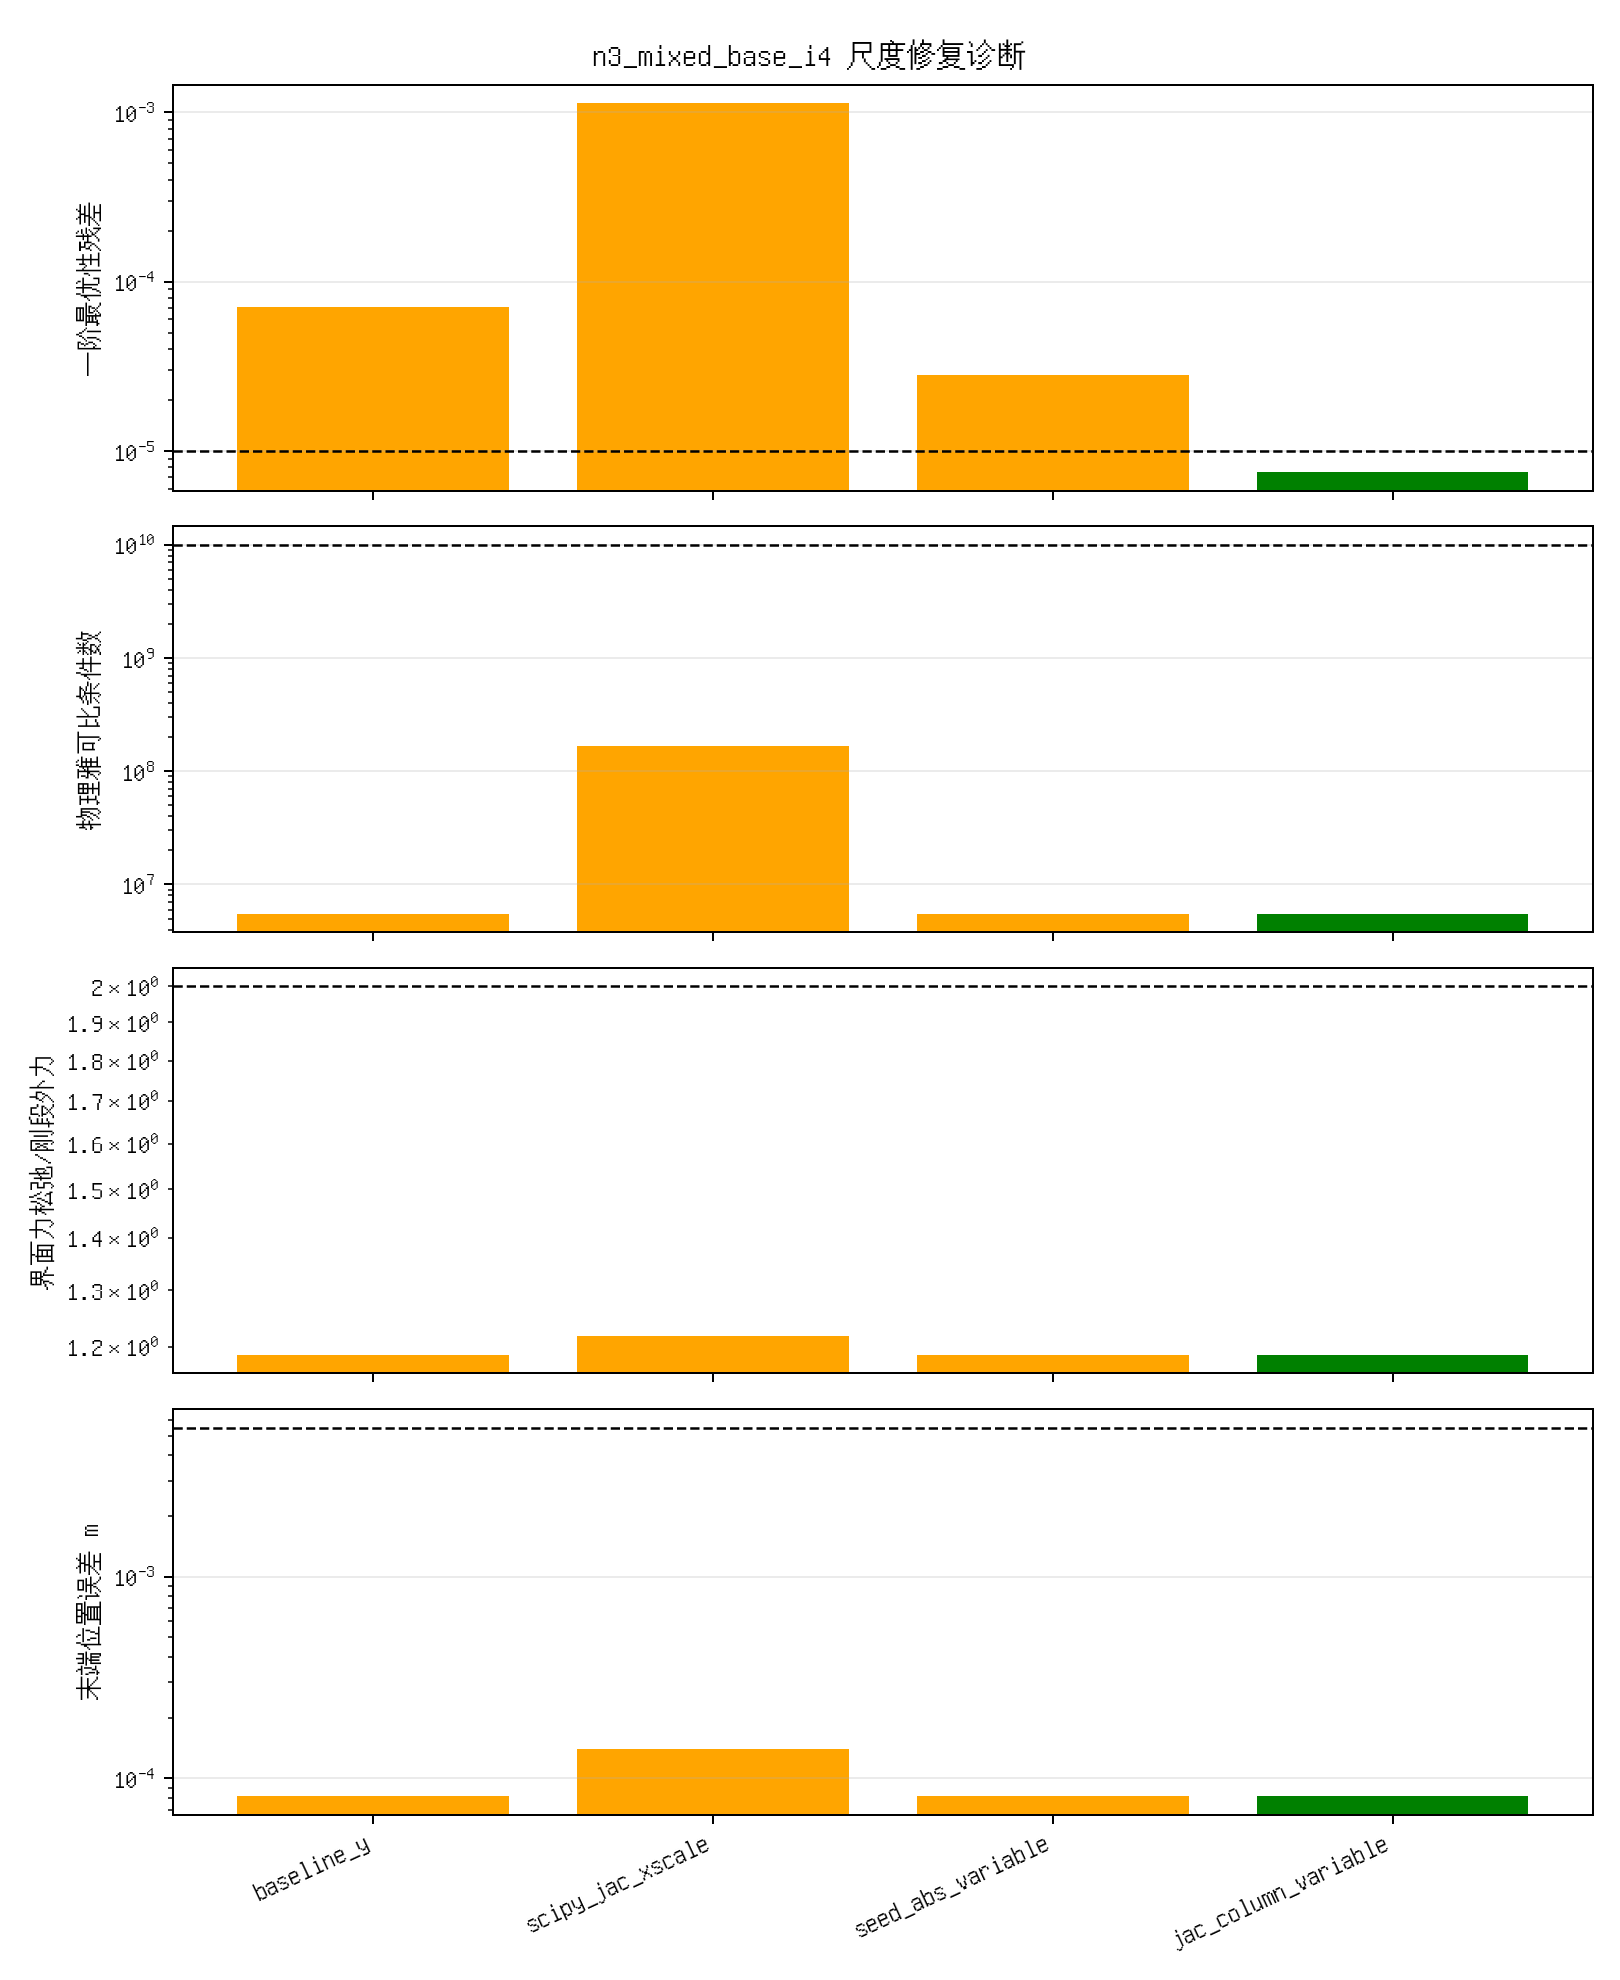 n3_mixed_base_i4 尺度修复诊断
一阶最优性残差
10⁻³
10⁻⁴
10⁻⁵
物理雅可比条件数
10¹⁰
10⁹
10⁸
10⁷
界面力松弛/刚段外力
2×10⁰
1.9×10⁰
1.8×10⁰
1.7×10⁰
1.6×10⁰
1.5×10⁰
1.4×10⁰
1.3×10⁰
1.2×10⁰
末端位置误差 m
10⁻³
10⁻⁴
baseline_y
scipy_jac_xscale
seed_abs_variable
jac_column_variable